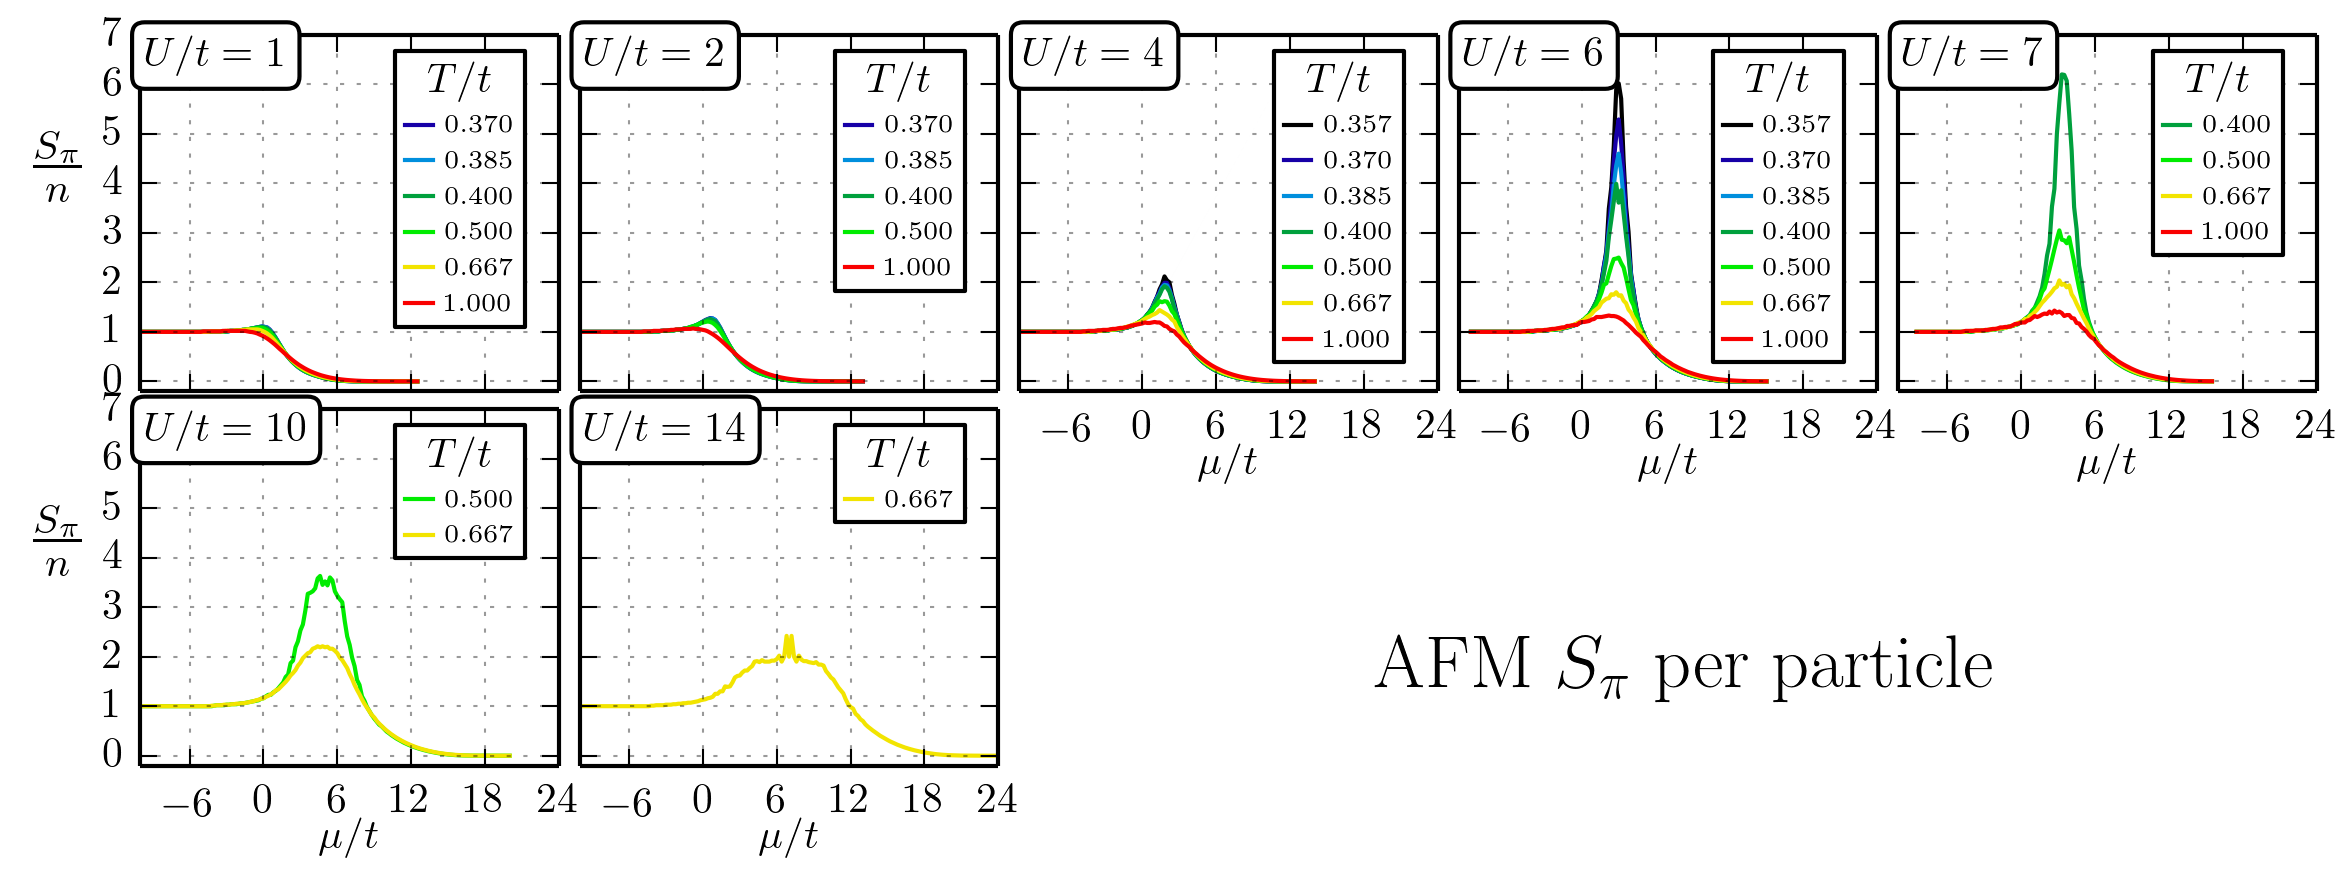 U/t = 1
T/t
0.370
0.385
0.400
0.500
0.667
1.000
U/t = 2
T/t
0.370
0.385
0.400
0.500
1.000
U/t = 4
T/t
0.357
0.370
0.385
0.400
0.500
0.667
1.000
U/t = 6
T/t
0.357
0.370
0.385
0.400
0.500
0.667
1.000
U/t = 7
T/t
0.400
0.500
0.667
1.000
7
6
5
4
3
2
1
0
S_π
n
−6 0 6 12 18 24
μ/t
−6 0 6 12 18 24
μ/t
−6 0 6 12 18 24
μ/t
U/t = 10
T/t
0.500
0.667
U/t = 14
T/t
0.667
7
6
5
4
3
2
1
0
S_π
n
−6 0 6 12 18 24
μ/t
−6 0 6 12 18 24
μ/t
AFM S_π per particle